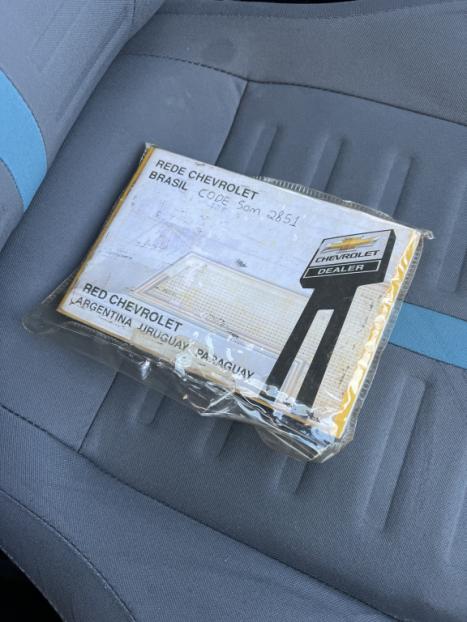 REDE CHEVROLET
BRASIL CODE Som 2851
CHEVROLET
DEALER
RED CHEVROLET
ARGENTINA URUGUAY PARAGUAY